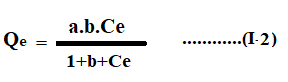 Qe = a.b.Ce / 1+b+Ce ............(I-2)